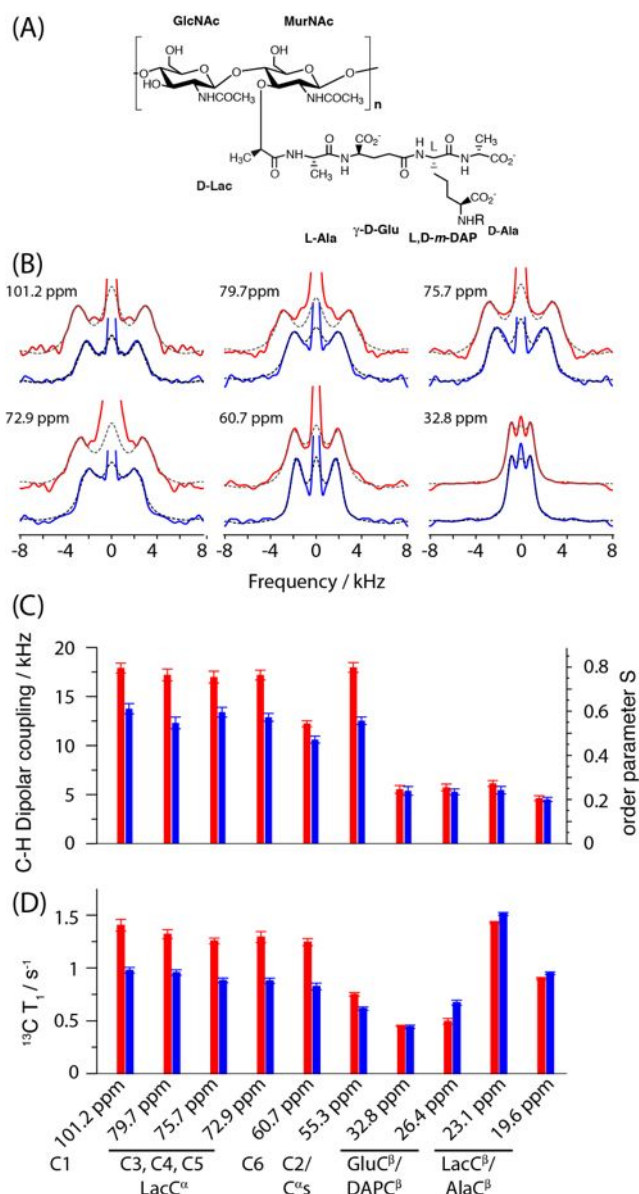 (A)
GlcNAc MurNAc
OH OH
O O O O
HO O HO O O
NHCOCH3 NHCOCH3 n
O CO2- H L O CH3
H3C NH N N N CO2-
O CH3 H O O H
D-Lac CO2-
NHR D-Ala
L-Ala γ-D-Glu L,D-m-DAP
(B)
101.2 ppm 79.7ppm 75.7 ppm
72.9 ppm 60.7 ppm 32.8 ppm
-8 -4 0 4 8 -8 -4 0 4 8 -8 -4 0 4 8
Frequency / kHz
(C)
C-H Dipolar coupling / kHz
20
15
10
5
0
0.8
0.6
0.4
0.2
0
order parameter S
(D)
13C T1 / s-1
1.5
1
0.5
0
101.2 ppm 79.7 ppm 75.7 ppm 72.9 ppm 60.7 ppm 55.3 ppm 32.8 ppm 26.4 ppm 23.1 ppm 19.6 ppm
C1 C3, C4, C5 C6 C2/ GluCβ/ LacCβ/
LacCα Cαs DAPCβ AlaCβ